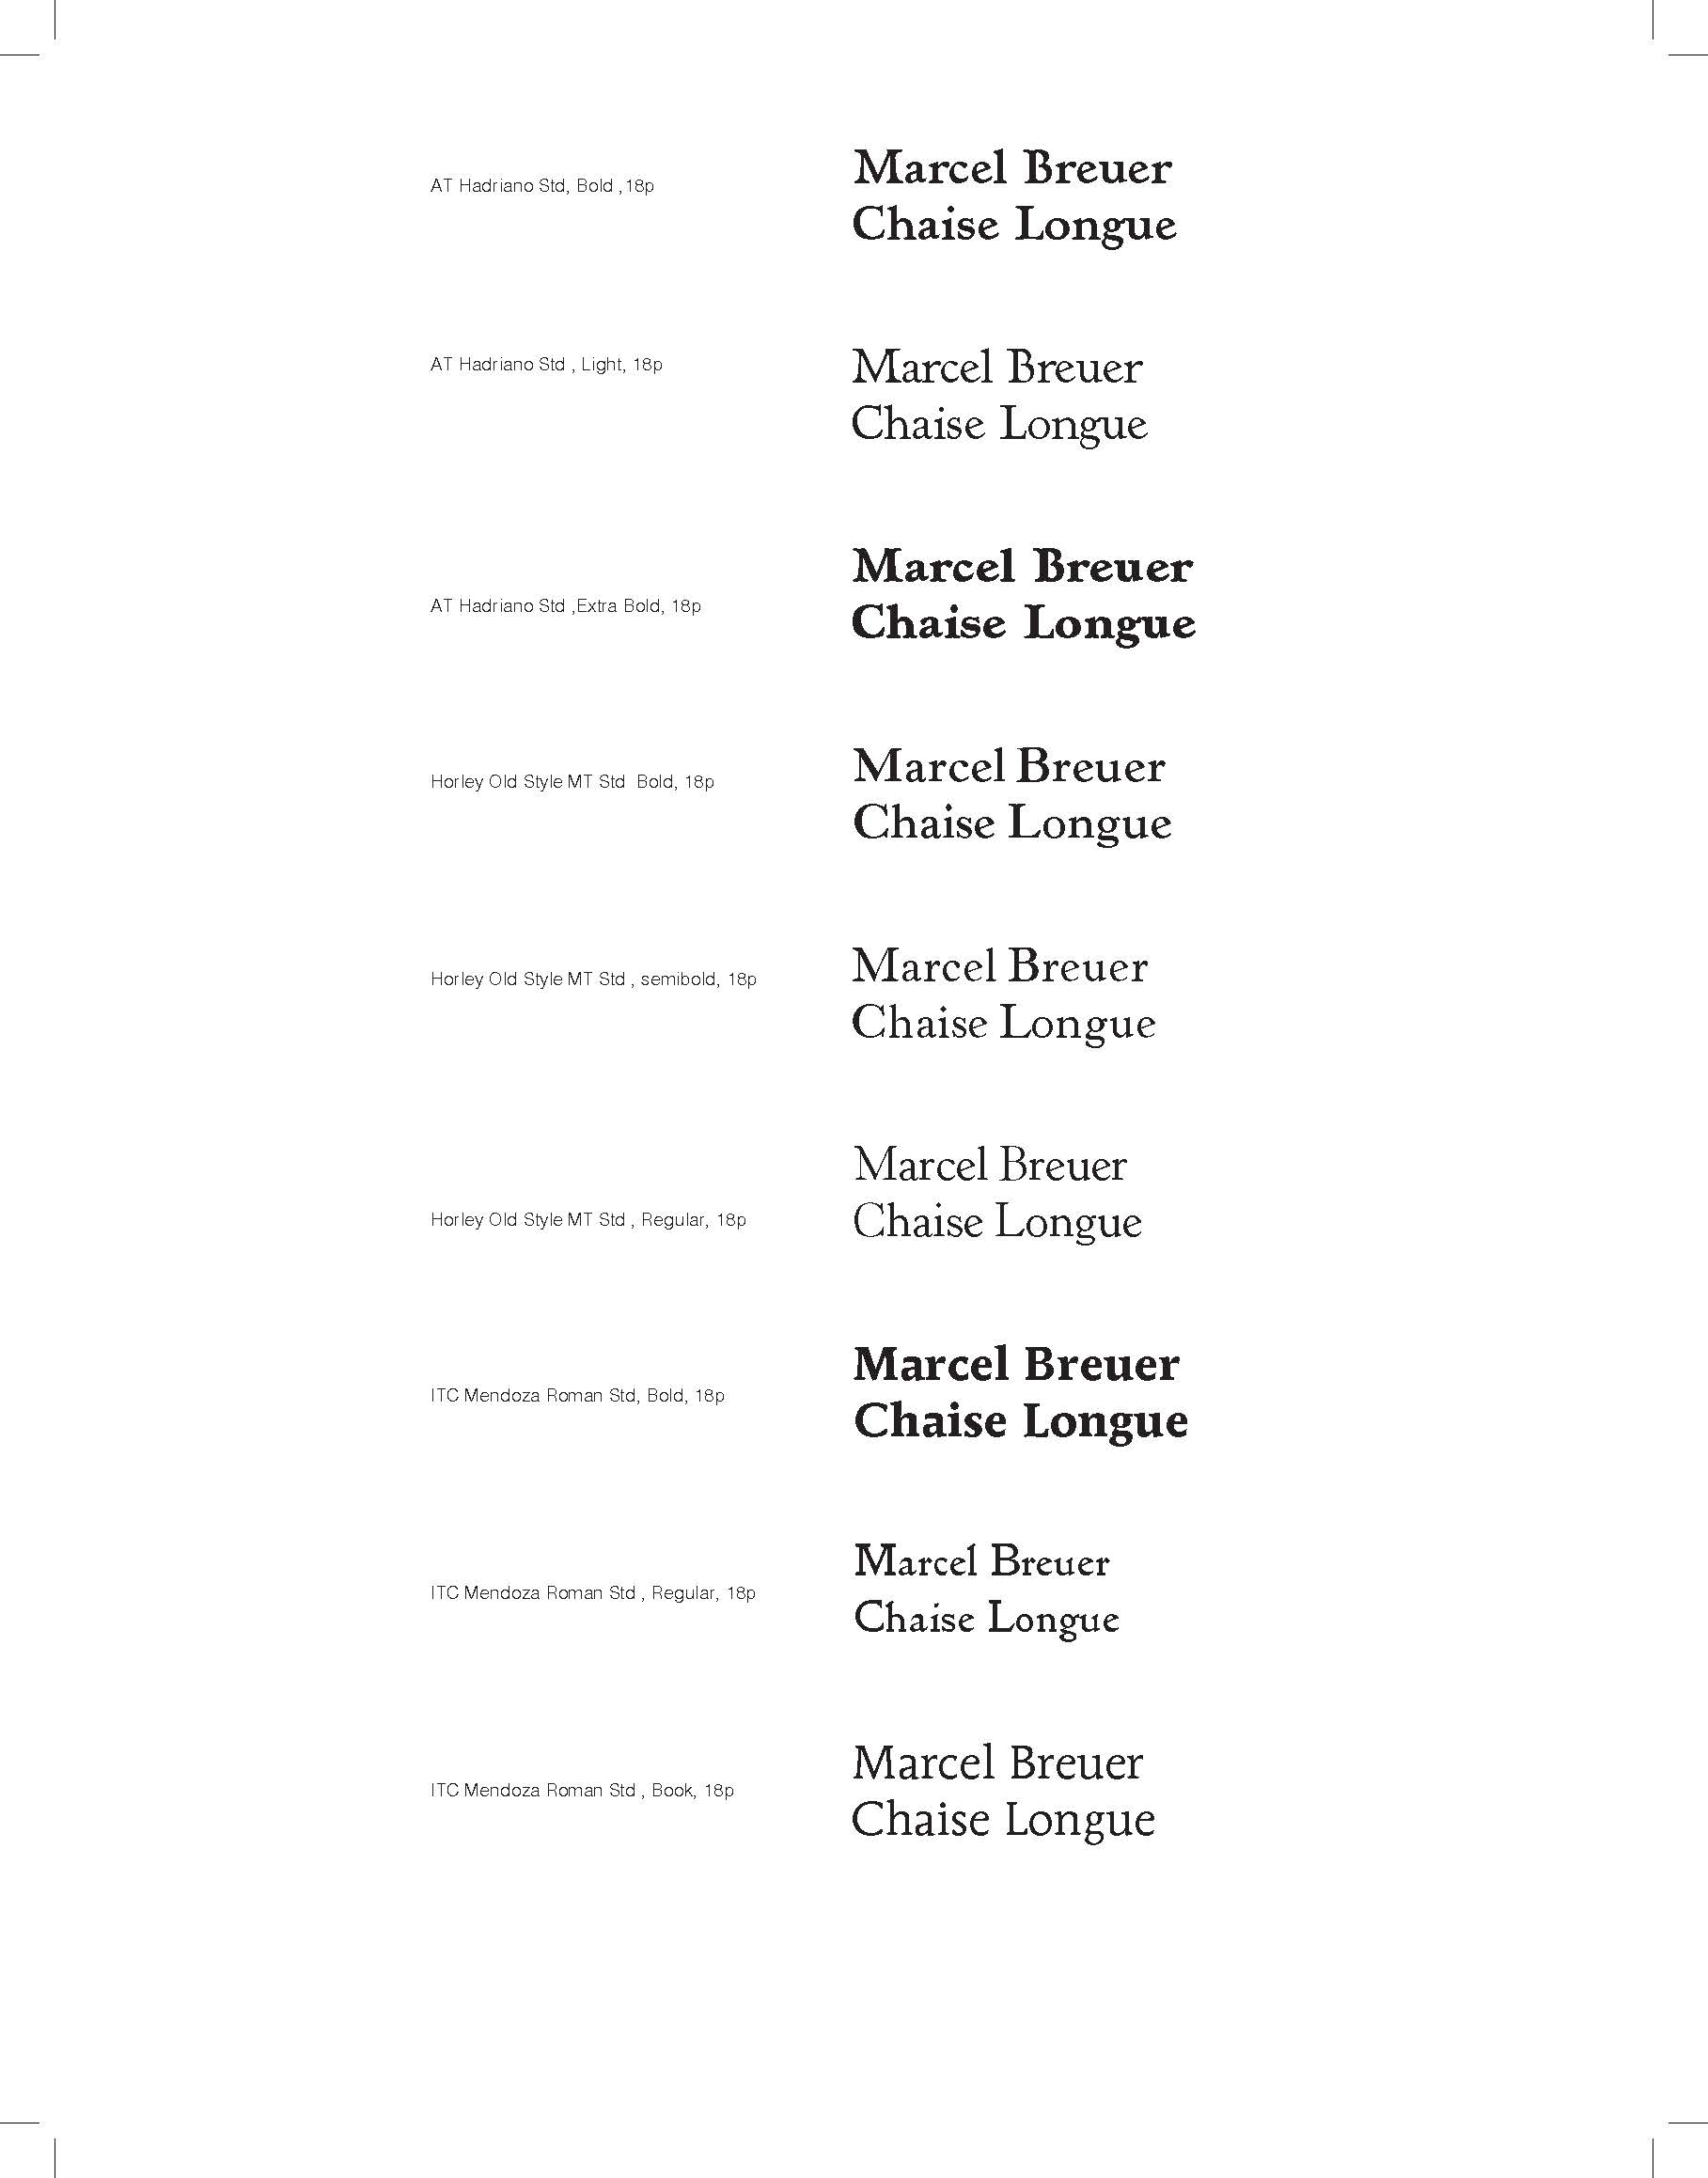 AT Hadriano Std, Bold ,18p
Marcel Breuer
Chaise Longue
AT Hadriano Std , Light, 18p
Marcel Breuer
Chaise Longue
AT Hadriano Std ,Extra Bold, 18p
Marcel Breuer
Chaise Longue
Horley Old Style MT Std  Bold, 18p
Marcel Breuer
Chaise Longue
Horley Old Style MT Std , semibold, 18p
Marcel Breuer
Chaise Longue
Horley Old Style MT Std , Regular, 18p
Marcel Breuer
Chaise Longue
ITC Mendoza Roman Std, Bold, 18p
Marcel Breuer
Chaise Longue
ITC Mendoza Roman Std , Regular, 18p
Marcel Breuer
Chaise Longue
ITC Mendoza Roman Std , Book, 18p
Marcel Breuer
Chaise Longue